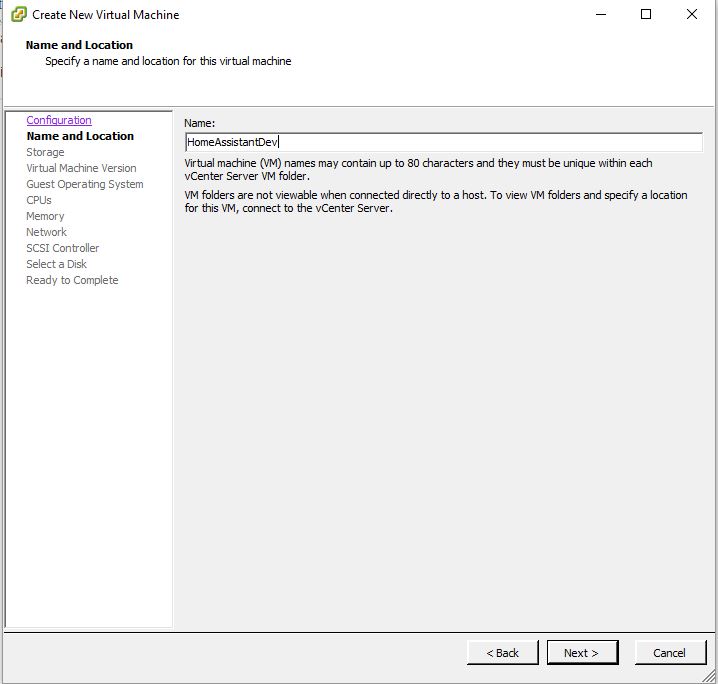 Create New Virtual Machine
Name and Location
Specify a name and location for this virtual machine
Configuration
Name and Location
Storage
Virtual Machine Version
Guest Operating System
CPUs
Memory
Network
SCSI Controller
Select a Disk
Ready to Complete
Name:
HomeAssistantDev
Virtual machine (VM) names may contain up to 80 characters and they must be unique within each
vCenter Server VM folder.
VM folders are not viewable when connected directly to a host. To view VM folders and specify a location
for this VM, connect to the vCenter Server.
< Back
Next >
Cancel